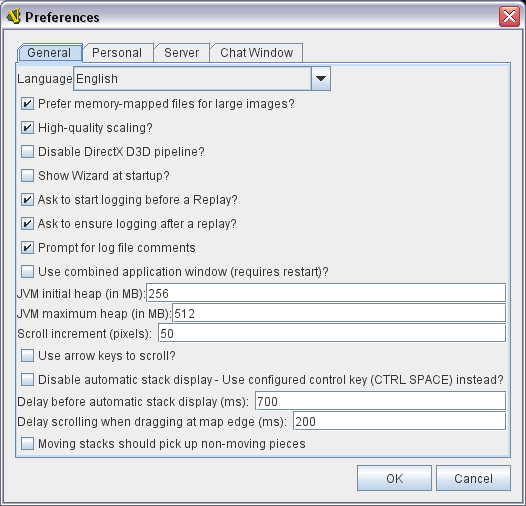 Preferences
General Personal Server Chat Window
Language English
Prefer memory-mapped files for large images?
High-quality scaling?
Disable DirectX D3D pipeline?
Show Wizard at startup?
Ask to start logging before a Replay?
Ask to ensure logging after a replay?
Prompt for log file comments
Use combined application window (requires restart)?
JVM initial heap (in MB): 256
JVM maximum heap (in MB): 512
Scroll increment (pixels): 50
Use arrow keys to scroll?
Disable automatic stack display - Use configured control key (CTRL SPACE) instead?
Delay before automatic stack display (ms): 700
Delay scrolling when dragging at map edge (ms): 200
Moving stacks should pick up non-moving pieces
OK Cancel